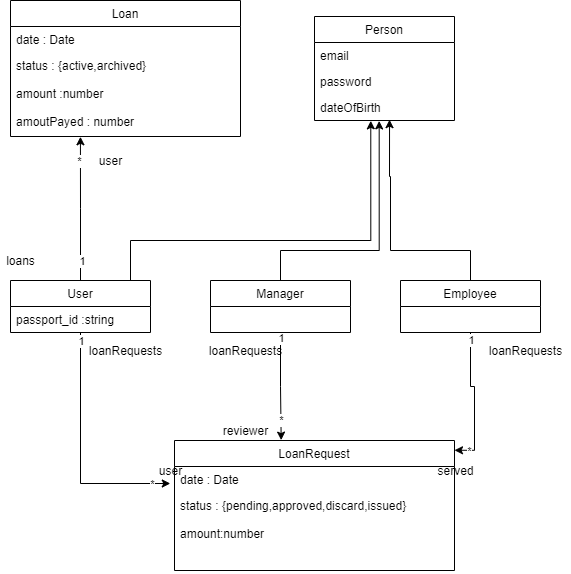 Loan
date : Date
status : {active,archived}
amount :number
amoutPayed : number
Person
email
password
dateOfBirth
* user
loans 1
User
passport_id :string
Manager
Employee
1
loanRequests
1
loanRequests
1
loanRequests
*
reviewer
LoanRequest
user
*
served
*
date : Date
status : {pending,approved,discard,issued}
amount:number